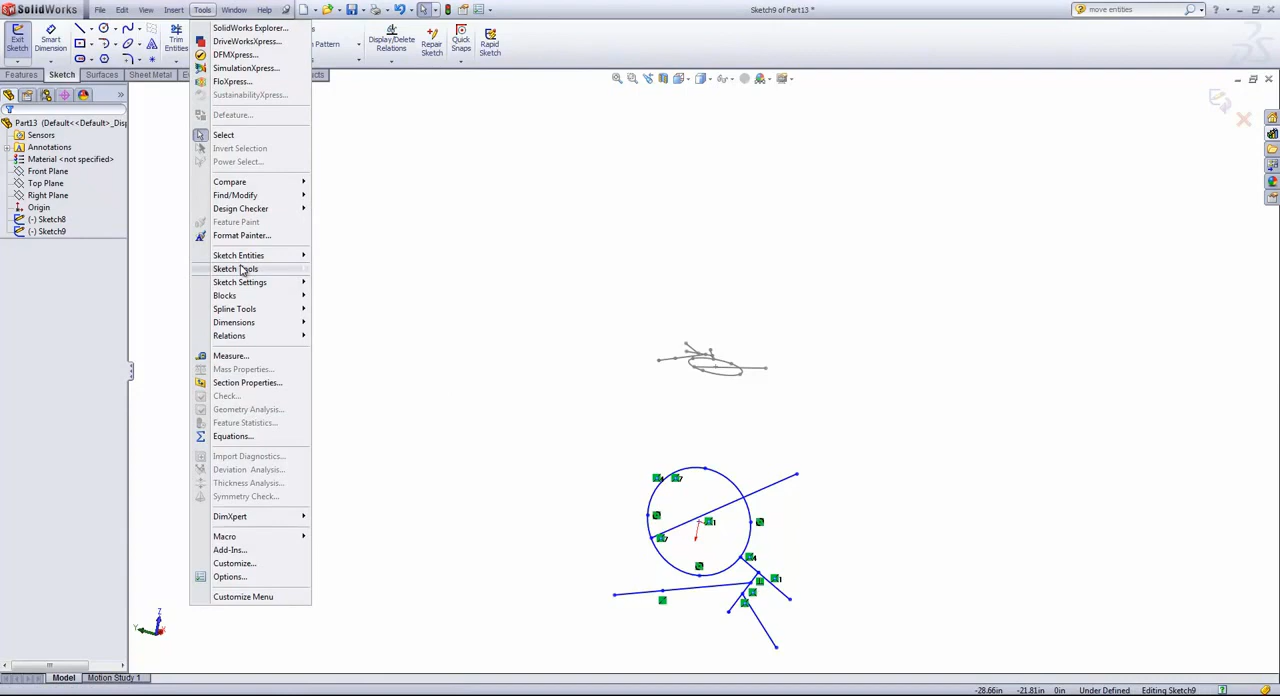 SolidWorks
File Edit View Insert Tools Window Help
Sketch9 of Part13 *
move entities
Exit Sketch
Smart Dimension
Trim Entities
Pattern
Display/Delete Relations
Repair Sketch
Quick Snaps
Rapid Sketch
Features Sketch Surfaces Sheet Metal
Part13 (Default<<Default>_Disp
Sensors
Annotations
Material <not specified>
Front Plane
Top Plane
Right Plane
Origin
(-) Sketch8
(-) Sketch9
SolidWorks Explorer...
DriveWorksXpress...
DFMXpress...
SimulationXpress...
FloXpress...
SustainabilityXpress...
Defeature...
Select
Invert Selection
Power Select...
Compare
Find/Modify
Design Checker
Feature Paint
Format Painter...
Sketch Entities
Sketch Tools
Sketch Settings
Blocks
Spline Tools
Dimensions
Relations
Measure...
Mass Properties...
Section Properties...
Check...
Geometry Analysis...
Feature Statistics...
Equations...
Import Diagnostics...
Deviation Analysis...
Thickness Analysis...
Symmetry Check...
DimXpert
Macro
Add-Ins...
Customize...
Options...
Customize Menu
Z
Y
Model Motion Study 1
-28.66in -21.81in 0in Under Defined Editing Sketch9